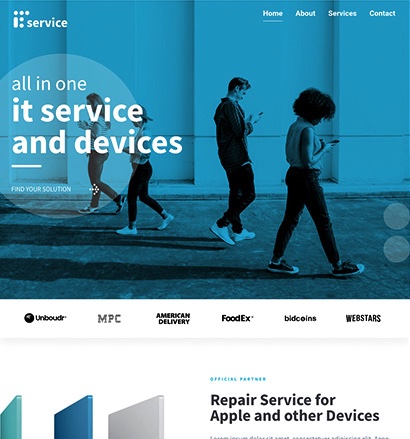 service
Home About Services Contact
all in one
it service
and devices
FIND YOUR SOLUTION
Unboudr
MPC
AMERICAN
DELIVERY
FoodEx
bidcoins
WEBSTARS
OFFICIAL PARTNER
Repair Service for
Apple and other Devices